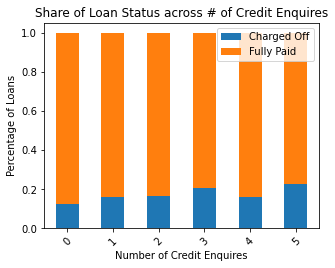 Share of Loan Status across # of Credit Enquires
Charged Off
Fully Paid
Percentage of Loans
1.0
0.8
0.6
0.4
0.2
0.0
0 1 2 3 4 5
Number of Credit Enquires